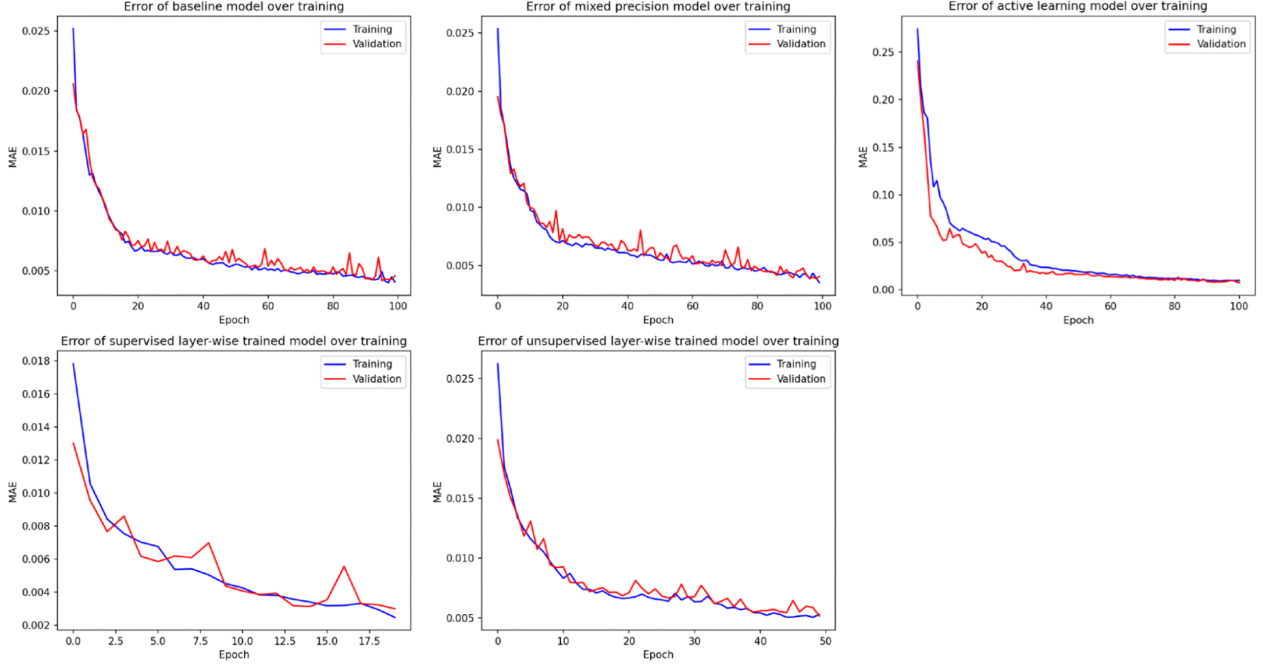 Error of baseline model over training
Training
Validation
0.025
0.020
0.015
0.010
0.005
MAE
0 20 40 60 80 100
Epoch
Error of mixed precision model over training
Training
Validation
0.025
0.020
0.015
0.010
0.005
MAE
0 20 40 60 80 100
Epoch
Error of active learning model over training
Training
Validation
0.25
0.20
0.15
0.10
0.05
0.00
MAE
0 20 40 60 80 100
Epoch
Error of supervised layer-wise trained model over training
Training
Validation
0.018
0.016
0.014
0.012
0.010
0.008
0.006
0.004
0.002
MAE
0.0 2.5 5.0 7.5 10.0 12.5 15.0 17.5
Epoch
Error of unsupervised layer-wise trained model over training
Training
Validation
0.025
0.020
0.015
0.010
0.005
MAE
0 10 20 30 40 50
Epoch